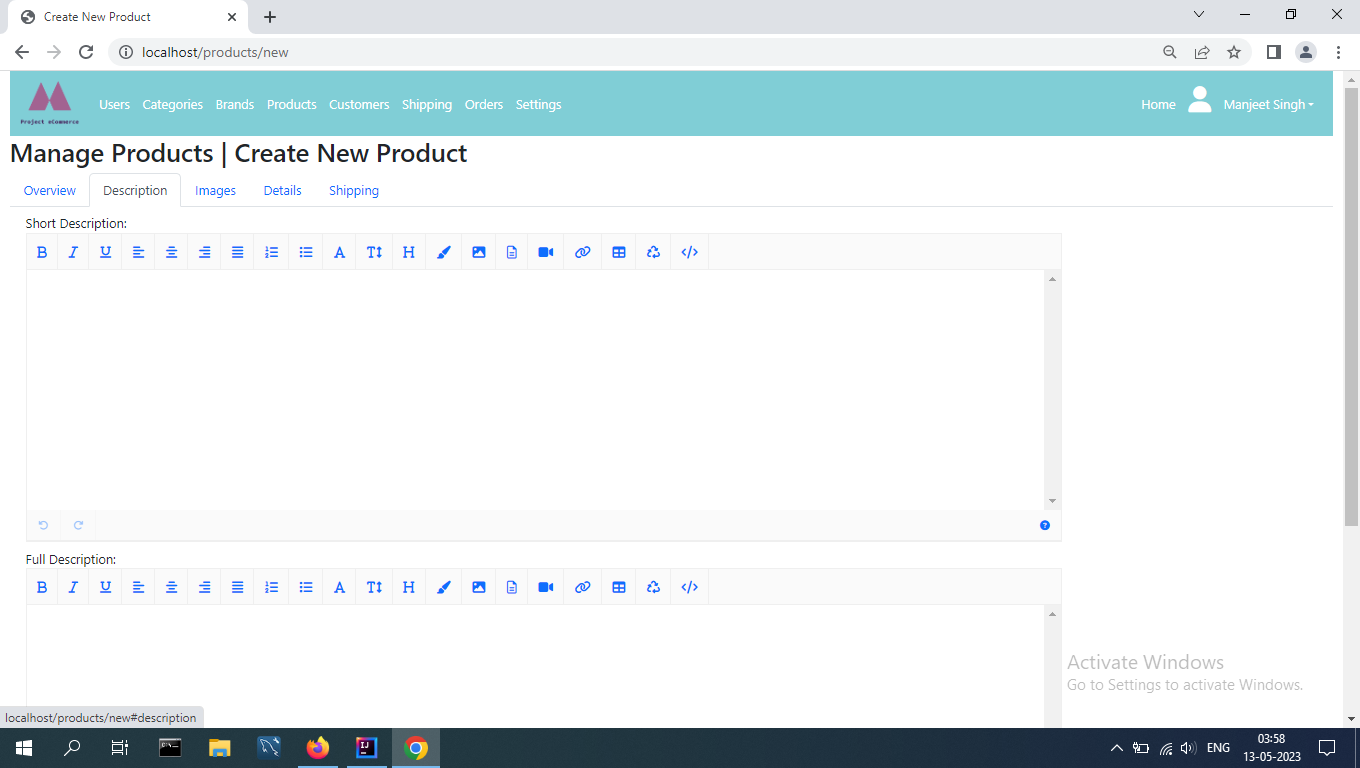 Create New Product
localhost/products/new
Project eCommerce
Users Categories Brands Products Customers Shipping Orders Settings
Home Manjeet Singh
Manage Products | Create New Product
Overview Description Images Details Shipping
Short Description:
B I U A T H
Full Description:
B I U A T H
Activate Windows
Go to Settings to activate Windows.
localhost/products/new#description
ENG
03:58
13-05-2023